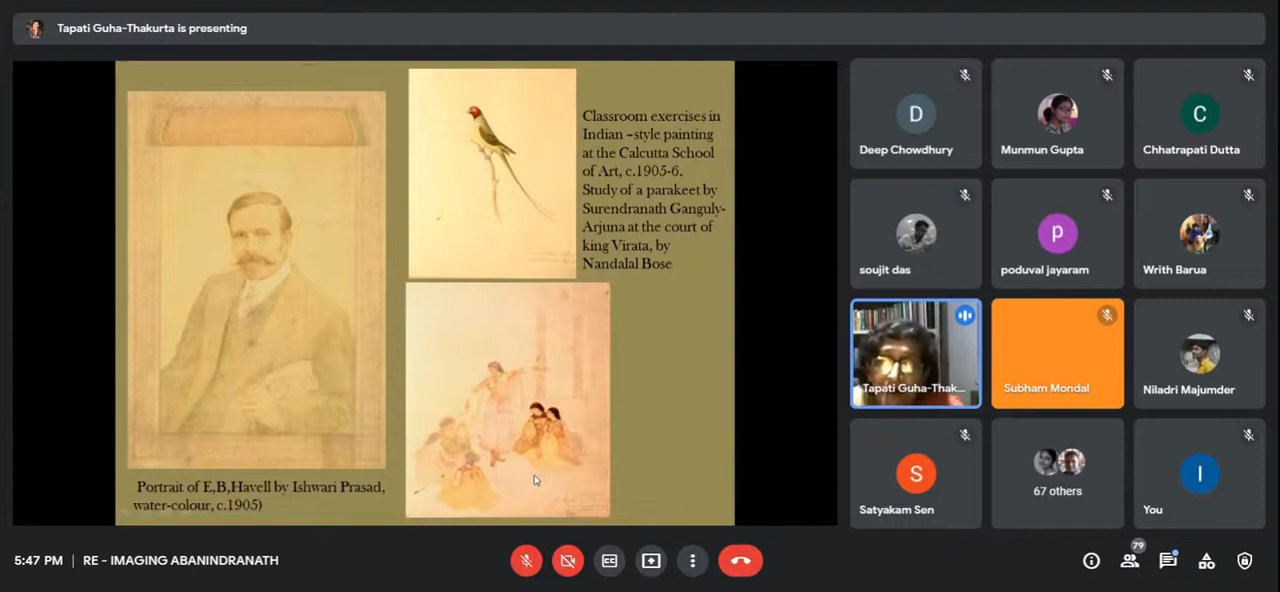 Tapati Guha-Thakurta is presenting
Classroom exercises in
Indian –style painting
at the Calcutta School
of Art, c.1905-6.
Study of a parakeet by
Surendranath Ganguly-
Arjuna at the court of
king Virata, by
Nandalal Bose
Portrait of E,B,Havell by Ishwari Prasad,
water-colour, c.1905)
D
Deep Chowdhury
Munmun Gupta
C
Chhatrapati Dutta
soujit das
p
poduval jayaram
Writh Barua
Tapati Guha-Thak...
Subham Mondal
Niladri Majumder
S
Satyakam Sen
67 others
I
You
5:47 PM | RE - IMAGING ABANINDRANATH
CC
79